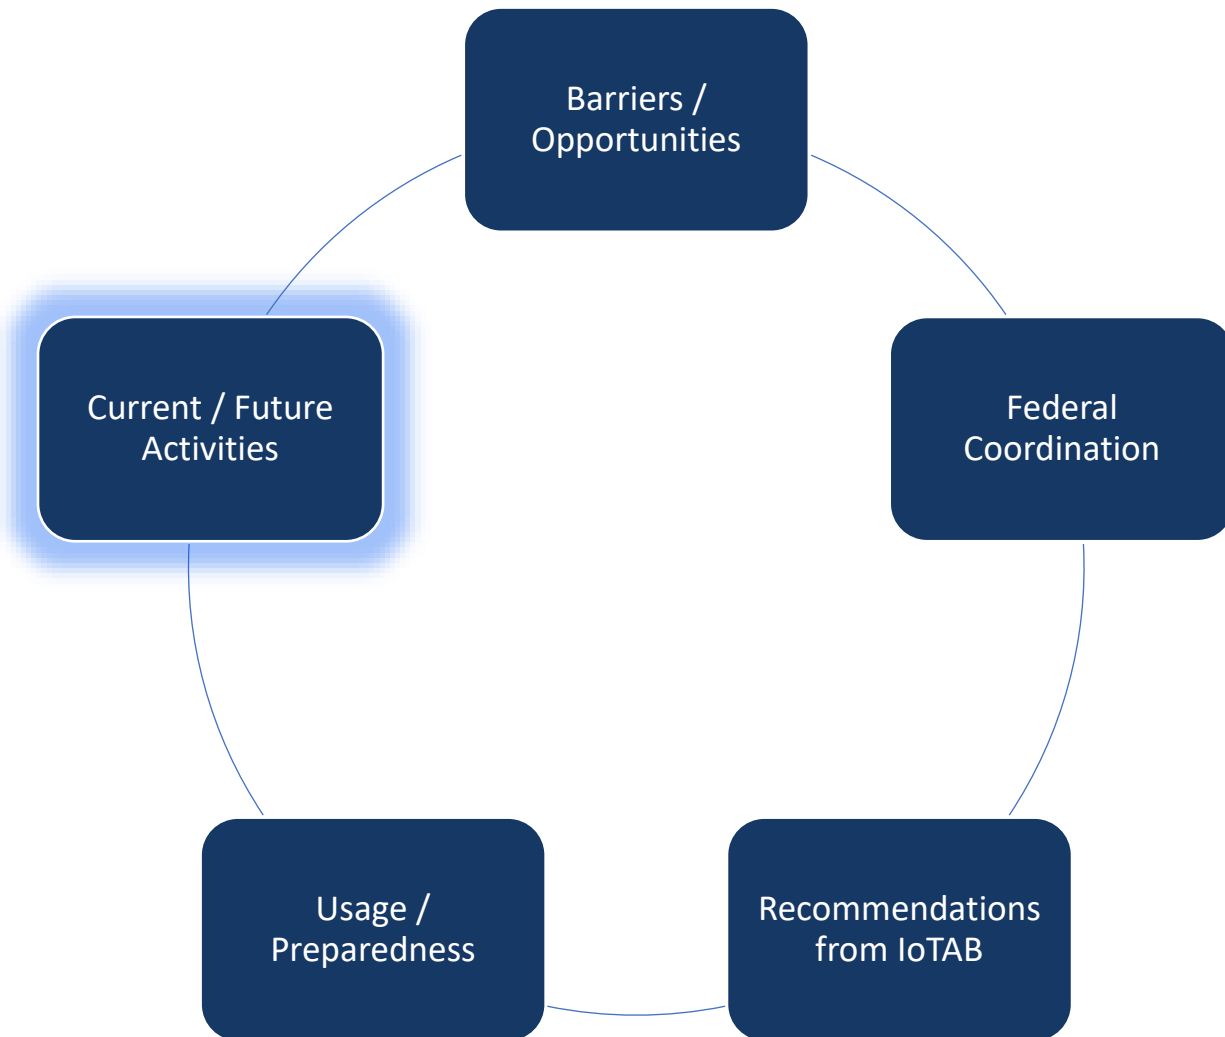 Barriers /
Opportunities
Current / Future
Activities
Federal
Coordination
Usage /
Preparedness
Recommendations
from IoTAB